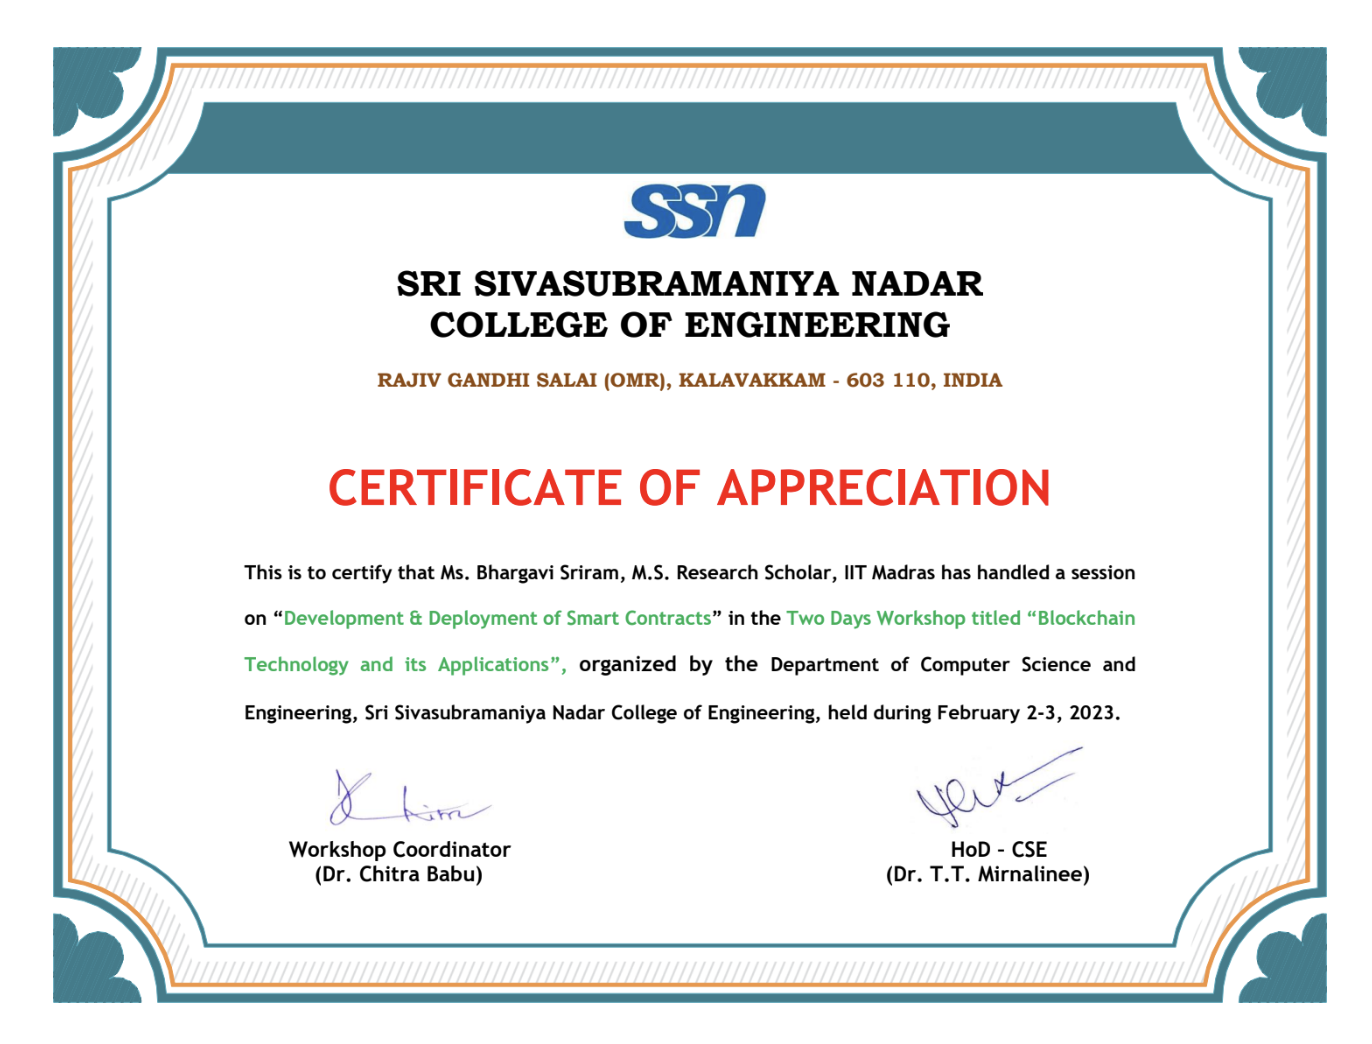 ssn
SRI SIVASUBRAMANIYA NADAR
COLLEGE OF ENGINEERING
RAJIV GANDHI SALAI (OMR), KALAVAKKAM - 603 110, INDIA
CERTIFICATE OF APPRECIATION
This is to certify that Ms. Bhargavi Sriram, M.S. Research Scholar, IIT Madras has handled a session
on “Development & Deployment of Smart Contracts” in the Two Days Workshop titled “Blockchain
Technology and its Applications”, organized by the Department of Computer Science and
Engineering, Sri Sivasubramaniya Nadar College of Engineering, held during February 2-3, 2023.
Workshop Coordinator
(Dr. Chitra Babu)
HoD – CSE
(Dr. T.T. Mirnalinee)